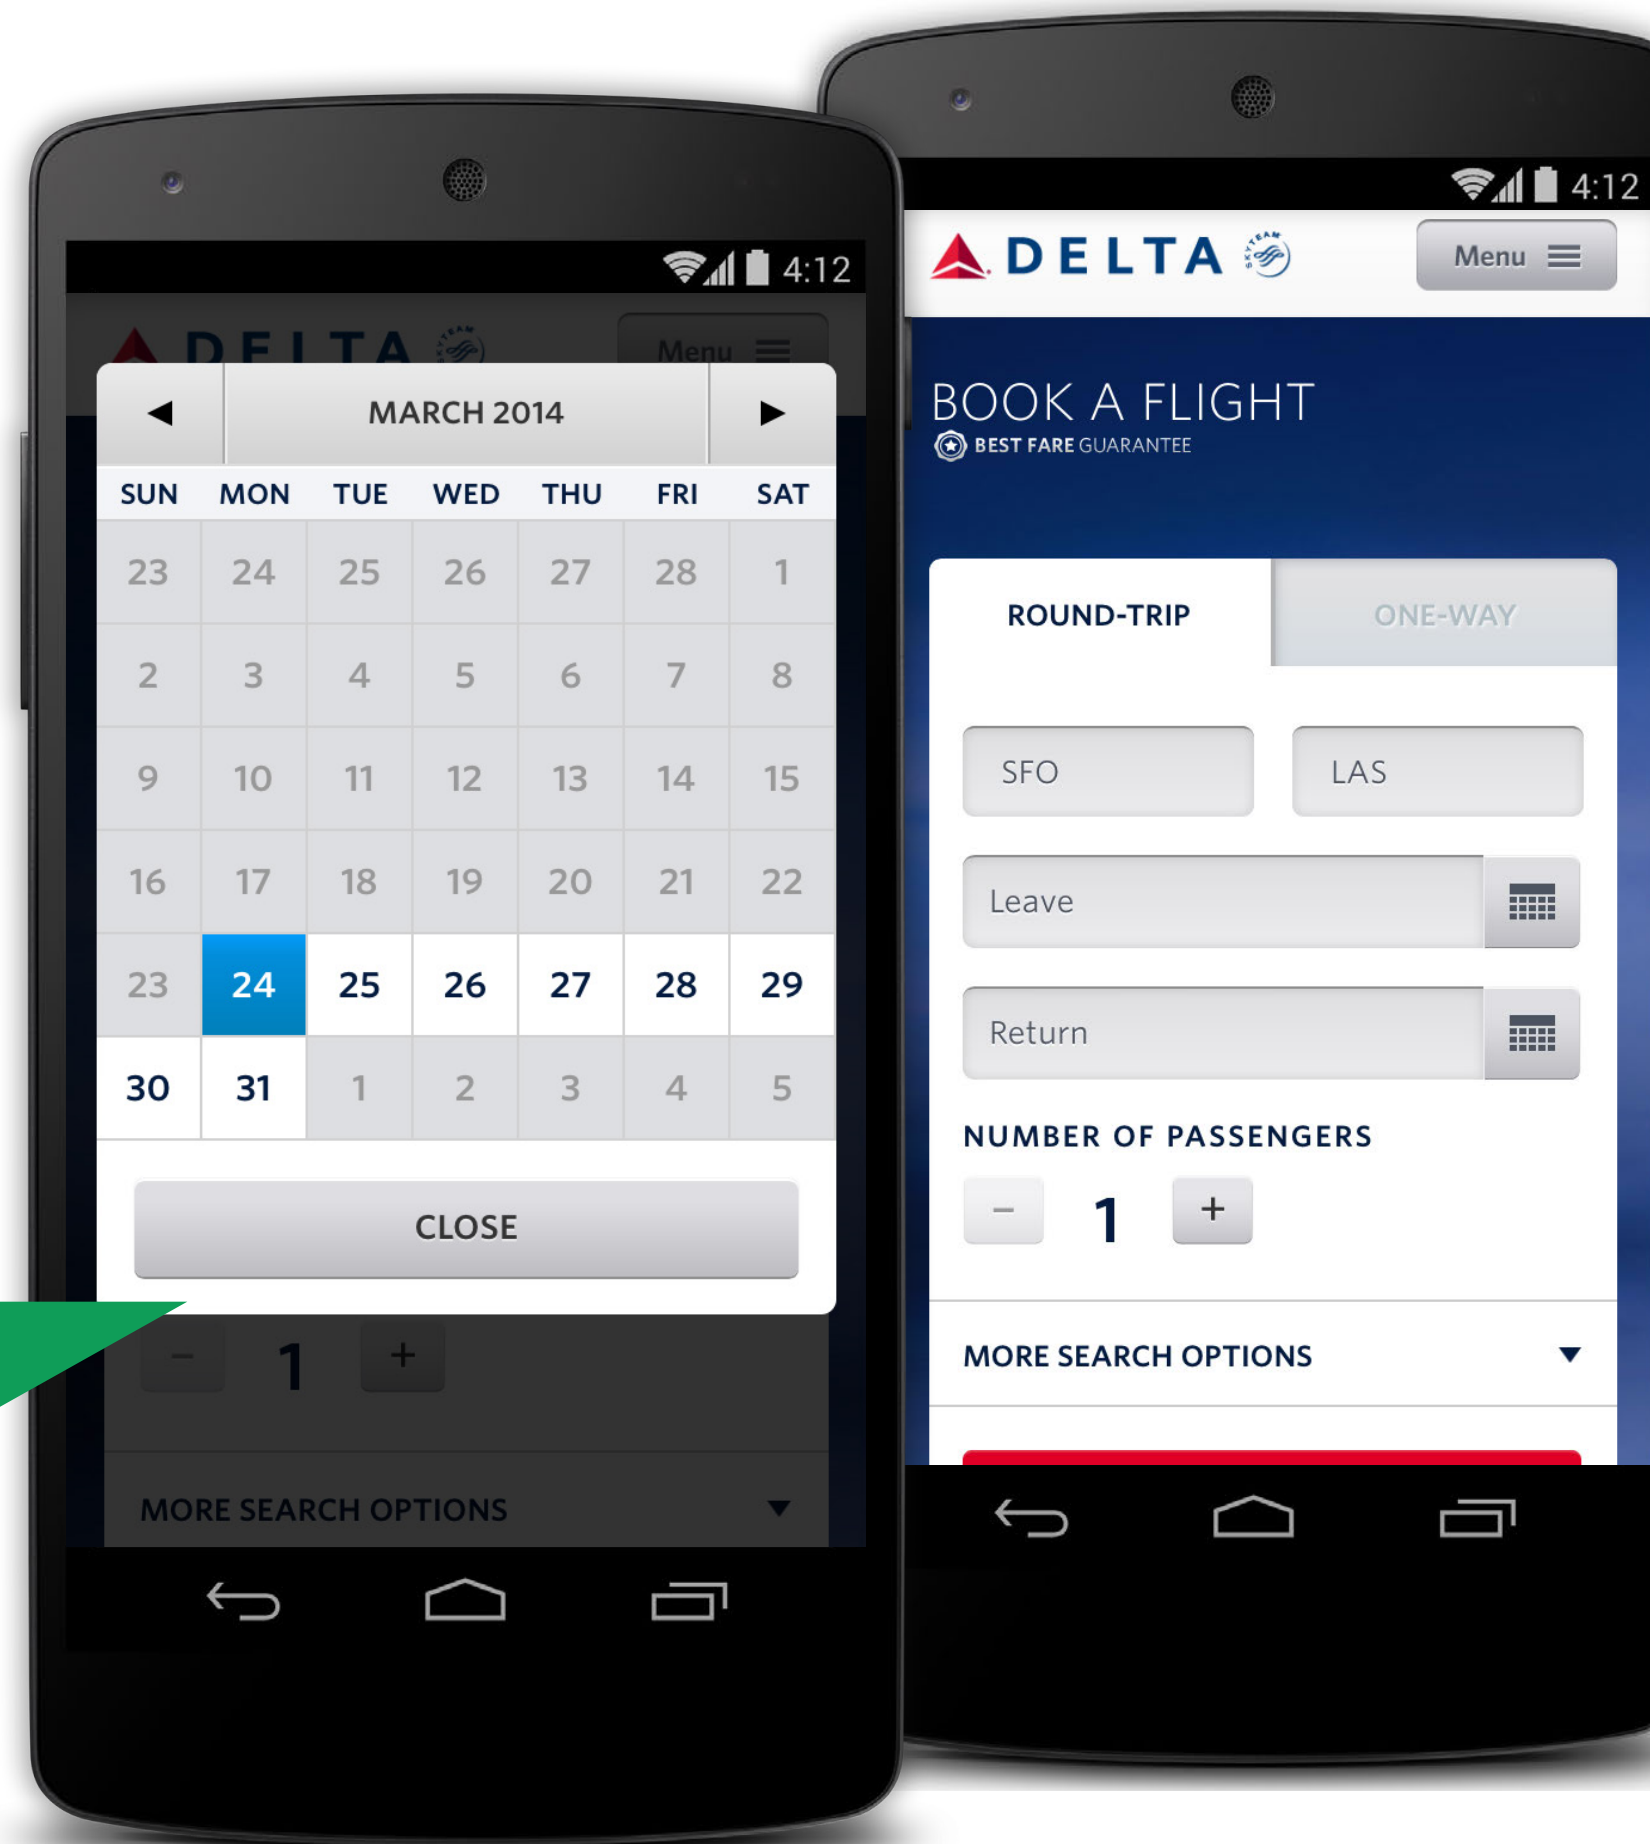 4:12
DELTA
SKYTEAM
Menu
MARCH 2014
SUN MON TUE WED THU FRI SAT
23 24 25 26 27 28 1
2 3 4 5 6 7 8
9 10 11 12 13 14 15
16 17 18 19 20 21 22
23 24 25 26 27 28 29
30 31 1 2 3 4 5
CLOSE
− 1 +
MORE SEARCH OPTIONS
4:12
DELTA
SKYTEAM
Menu
BOOK A FLIGHT
BEST FARE GUARANTEE
ROUND-TRIP ONE-WAY
SFO LAS
Leave
Return
NUMBER OF PASSENGERS
− 1 +
MORE SEARCH OPTIONS